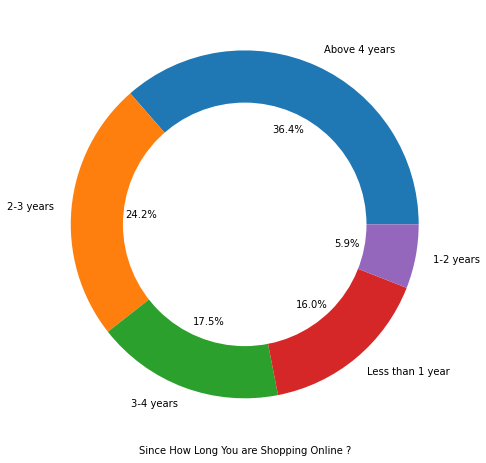 Above 4 years
36.4%
2-3 years
24.2%
5.9%
1-2 years
16.0%
17.5%
Less than 1 year
3-4 years
Since How Long You are Shopping Online ?